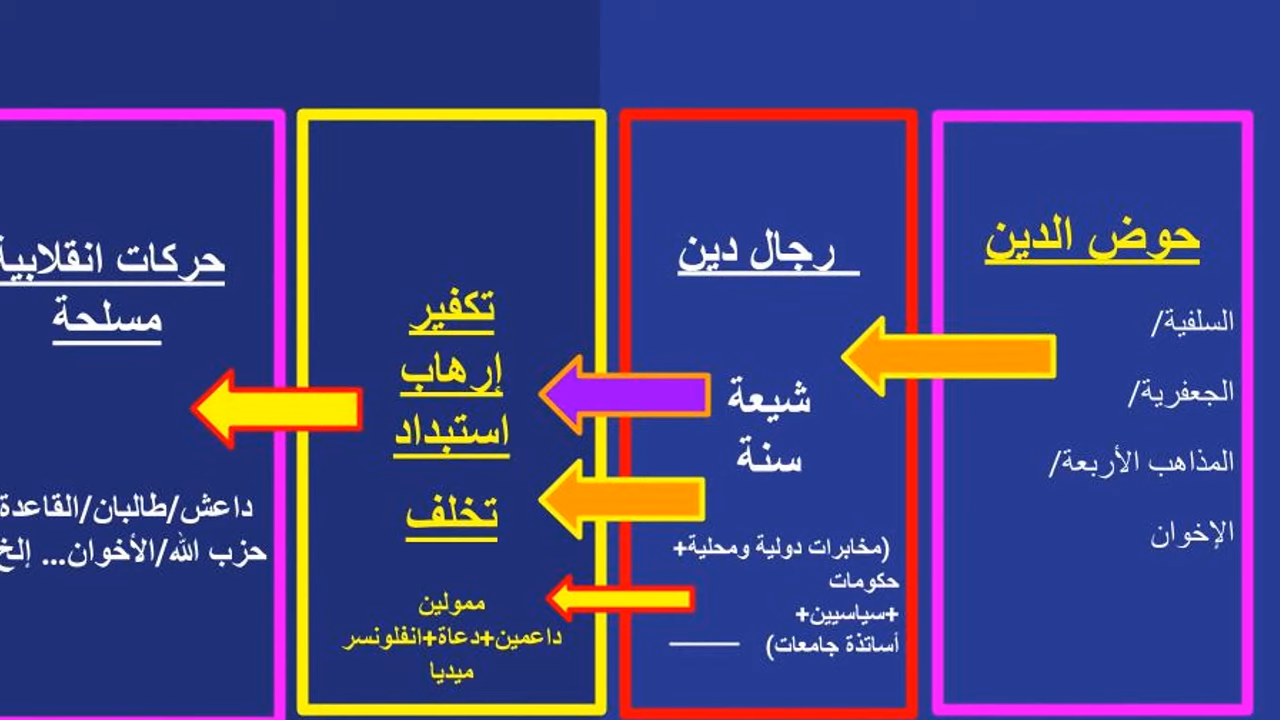 حوض الدين
السلفية/
الجعفرية/
المذاهب الأربعة/
الإخوان
رجال دين
شيعة
سنة
(مخابرات دولية ومحلية+
حكومات
+سياسيين+
أساتذة جامعات)
تكفير
إرهاب
استبداد
تخلف
ممولين
داعمين+دعاة+انفلونسر
ميديا
حركات انقلابية
مسلحة
داعش/طالبان/القاعدة
حزب الله/الأخوان... إلخ